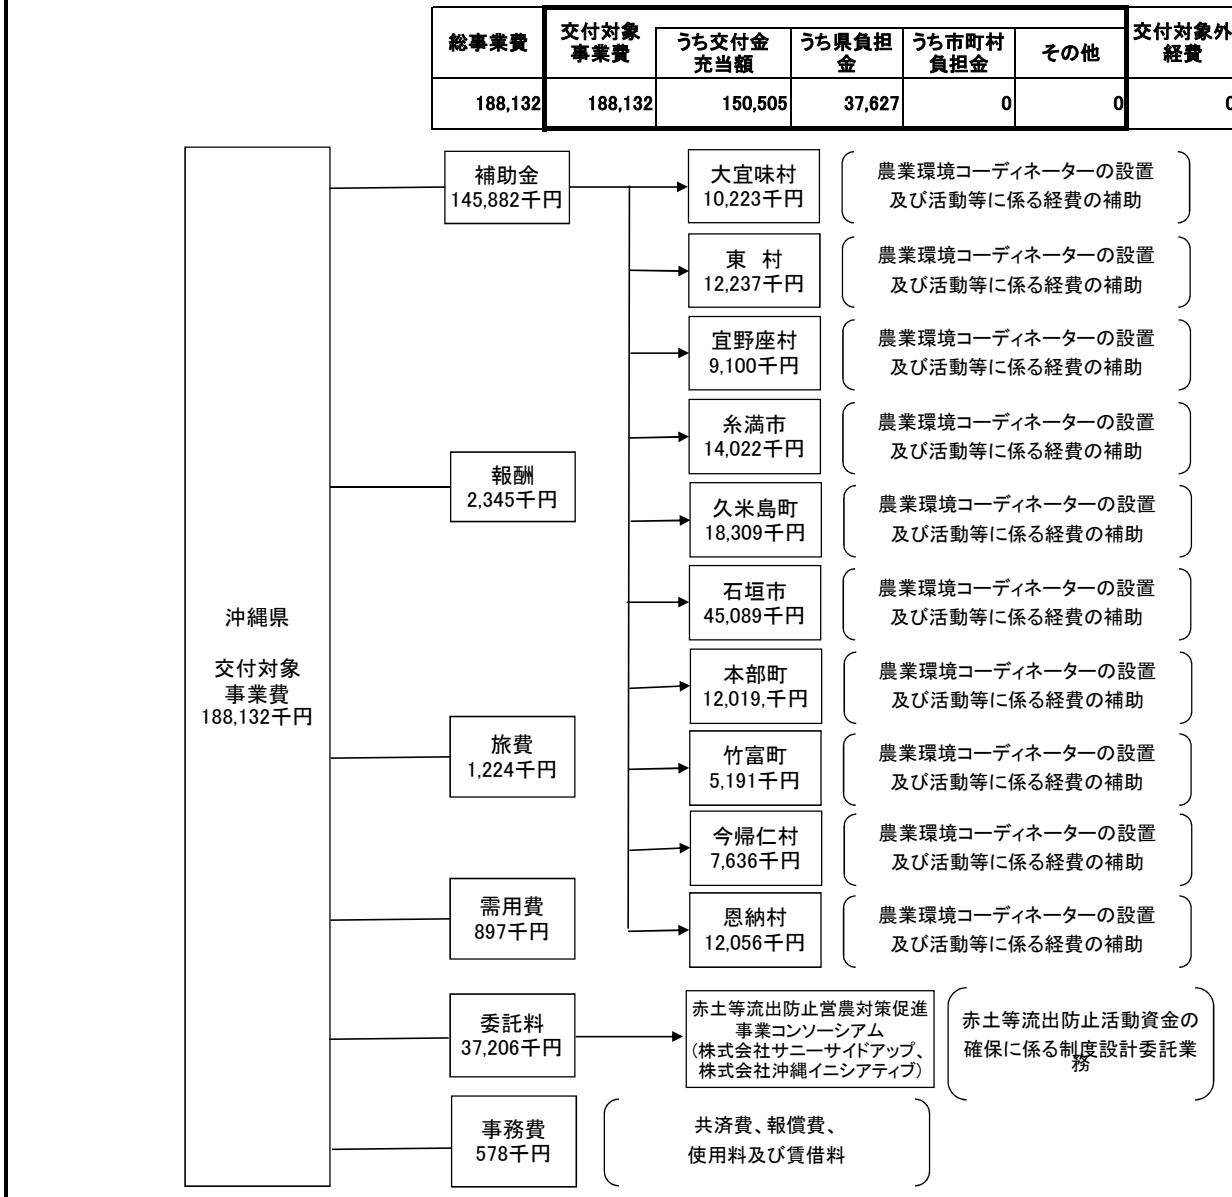 総事業費
交付対象
事業費
うち交付金
充当額
うち県負担
金
うち市町村
負担金
その他
交付対象外
経費
188,132
188,132
150,505
37,627
0
0
0
沖縄県
交付対象
事業費
188,132千円
補助金
145,882千円
大宜味村
10,223千円
農業環境コーディネーターの設置
及び活動等に係る経費の補助
東 村
12,237千円
農業環境コーディネーターの設置
及び活動等に係る経費の補助
宜野座村
9,100千円
農業環境コーディネーターの設置
及び活動等に係る経費の補助
糸満市
14,022千円
農業環境コーディネーターの設置
及び活動等に係る経費の補助
報酬
2,345千円
久米島町
18,309千円
農業環境コーディネーターの設置
及び活動等に係る経費の補助
石垣市
45,089千円
農業環境コーディネーターの設置
及び活動等に係る経費の補助
本部町
12,019,千円
農業環境コーディネーターの設置
及び活動等に係る経費の補助
旅費
1,224千円
竹富町
5,191千円
農業環境コーディネーターの設置
及び活動等に係る経費の補助
今帰仁村
7,636千円
農業環境コーディネーターの設置
及び活動等に係る経費の補助
需用費
897千円
恩納村
12,056千円
農業環境コーディネーターの設置
及び活動等に係る経費の補助
委託料
37,206千円
赤土等流出防止営農対策促進
事業コンソーシアム
(株式会社サニーサイドアップ、
株式会社沖縄イニシアティブ)
赤土等流出防止活動資金の
確保に係る制度設計委託業
務
事務費
578千円
共済費、報償費、
使用料及び賃借料